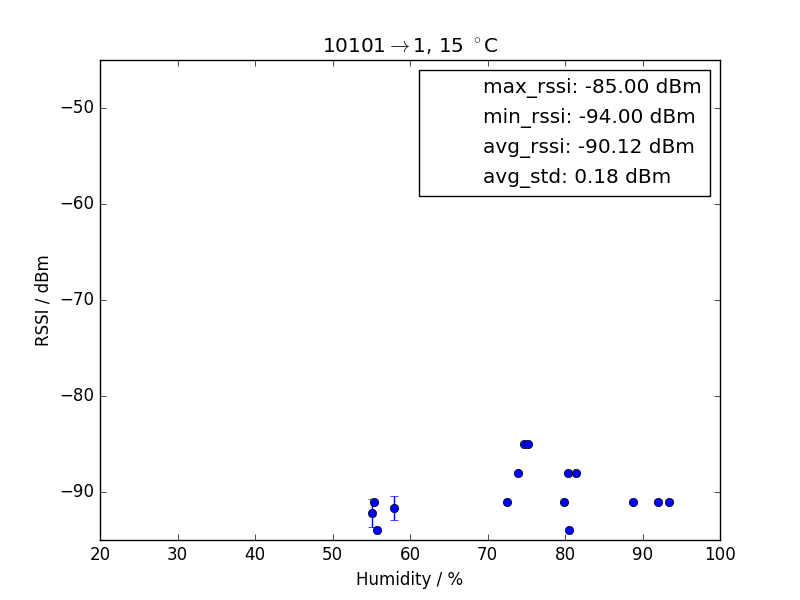 10101→1, 15 °C
max_rssi: -85.00 dBm
min_rssi: -94.00 dBm
avg_rssi: -90.12 dBm
avg_std: 0.18 dBm
−50
−60
−70
−80
−90
RSSI / dBm
20 30 40 50 60 70 80 90 100
Humidity / %